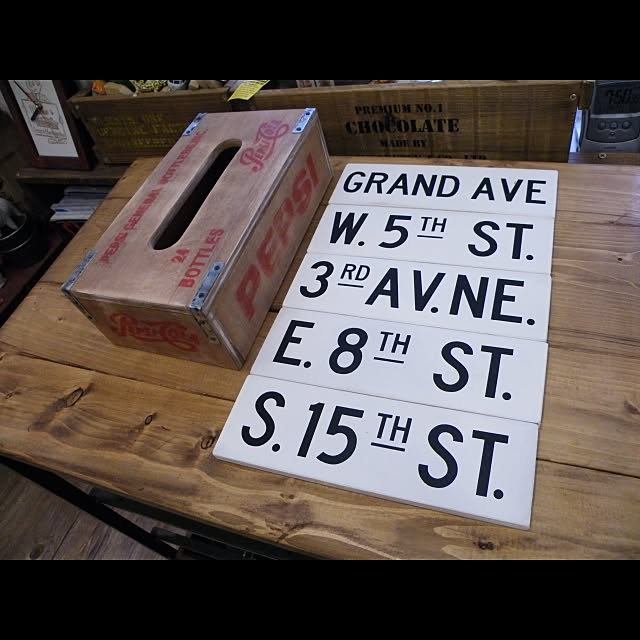 PREMIUM NO.1
CHOCOLATE
MADE BY
Pepsi-Cola
PEPSI
24
BOTTLES
Pepsi-Cola
GRAND AVE
W. 5TH ST.
3RD AV. NE.
E. 8TH ST.
S. 15TH ST.